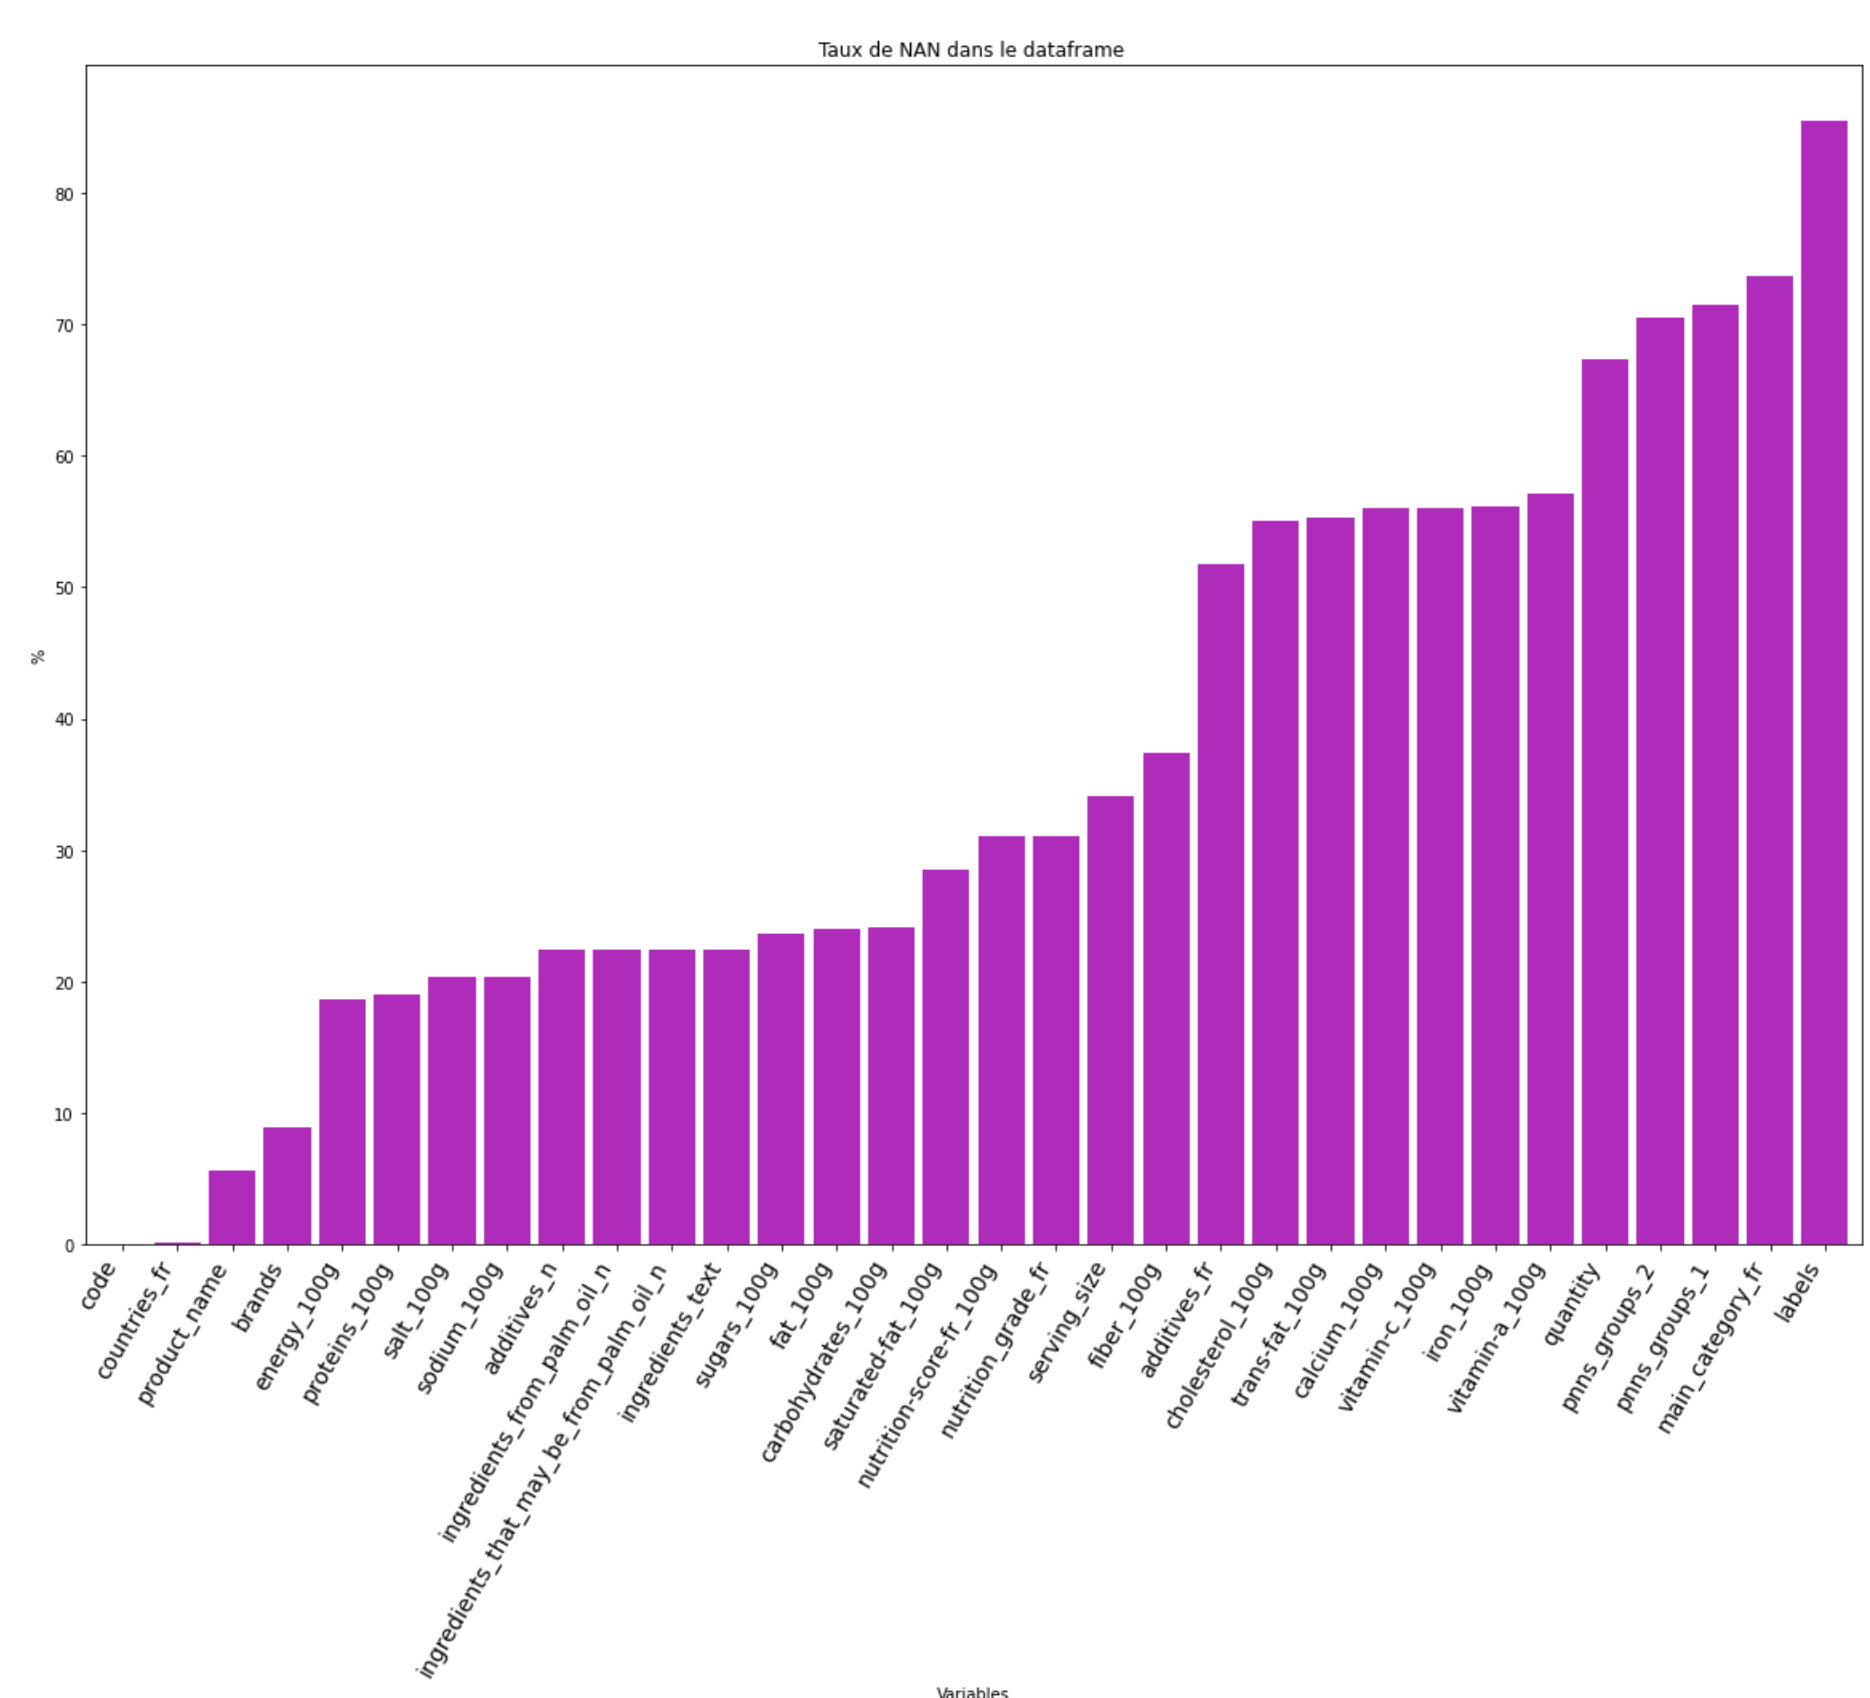 Taux de NAN dans le dataframe
80
70
60
50
40
30
20
10
0
%
code
countries_fr
product_name
brands
energy_100g
proteins_100g
salt_100g
sodium_100g
additives_n
ingredients_from_palm_oil_n
ingredients_that_may_be_from_palm_oil_n
ingredients_text
sugars_100g
fat_100g
carbohydrates_100g
saturated-fat_100g
nutrition-score-fr_100g
nutrition_grade_fr
serving_size
fiber_100g
additives_fr
cholesterol_100g
trans-fat_100g
calcium_100g
vitamin-c_100g
iron_100g
vitamin-a_100g
quantity
pnns_groups_2
pnns_groups_1
main_category_fr
labels
Variables